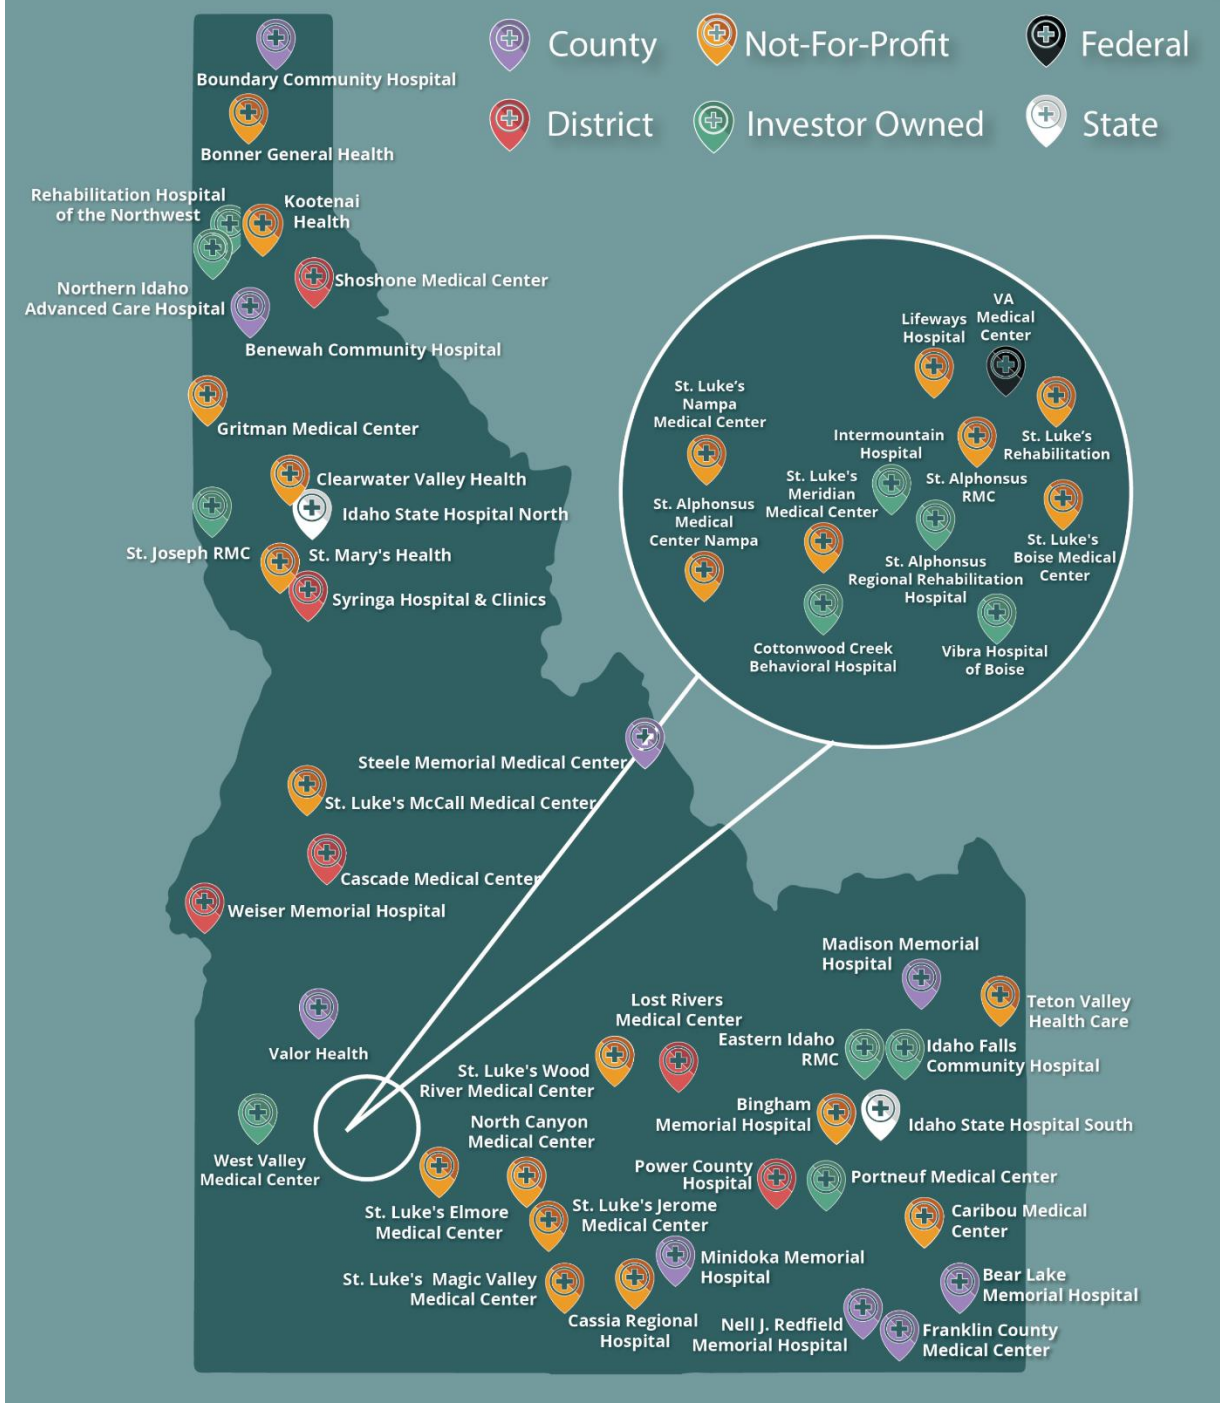 County
Not-For-Profit
Federal
District
Investor Owned
State
Boundary Community Hospital
Bonner General Health
Rehabilitation Hospital
of the Northwest
Kootenai
Health
Shoshone Medical Center
Northern Idaho
Advanced Care Hospital
Benewah Community Hospital
Gritman Medical Center
Clearwater Valley Health
Idaho State Hospital North
St. Joseph RMC
St. Mary's Health
Syringa Hospital & Clinics
VA
Medical
Center
Lifeways
Hospital
St. Luke’s
Nampa
Medical Center
St. Luke’s
Rehabilitation
Intermountain
Hospital
St. Alphonsus
RMC
St. Luke's
Meridian
Medical Center
St. Alphonsus
Medical
Center Nampa
St. Luke's
Boise Medical
Center
St. Alphonsus
Regional Rehabilitation
Hospital
Cottonwood Creek
Behavioral Hospital
Vibra Hospital
of Boise
Steele Memorial Medical Center
St. Luke's McCall Medical Center
Cascade Medical Center
Weiser Memorial Hospital
Madison Memorial
Hospital
Teton Valley
Health Care
Lost Rivers
Medical Center
Eastern Idaho
RMC
Idaho Falls
Community Hospital
Valor Health
St. Luke's Wood
River Medical Center
Bingham
Memorial Hospital
Idaho State Hospital South
North Canyon
Medical Center
West Valley
Medical Center
Power County
Hospital
Portneuf Medical Center
St. Luke's Elmore
Medical Center
St. Luke's Jerome
Medical Center
Caribou Medical
Center
Minidoka Memorial
Hospital
St. Luke's Magic Valley
Medical Center
Bear Lake
Memorial Hospital
Cassia Regional
Hospital
Nell J. Redfield
Memorial Hospital
Franklin County
Medical Center